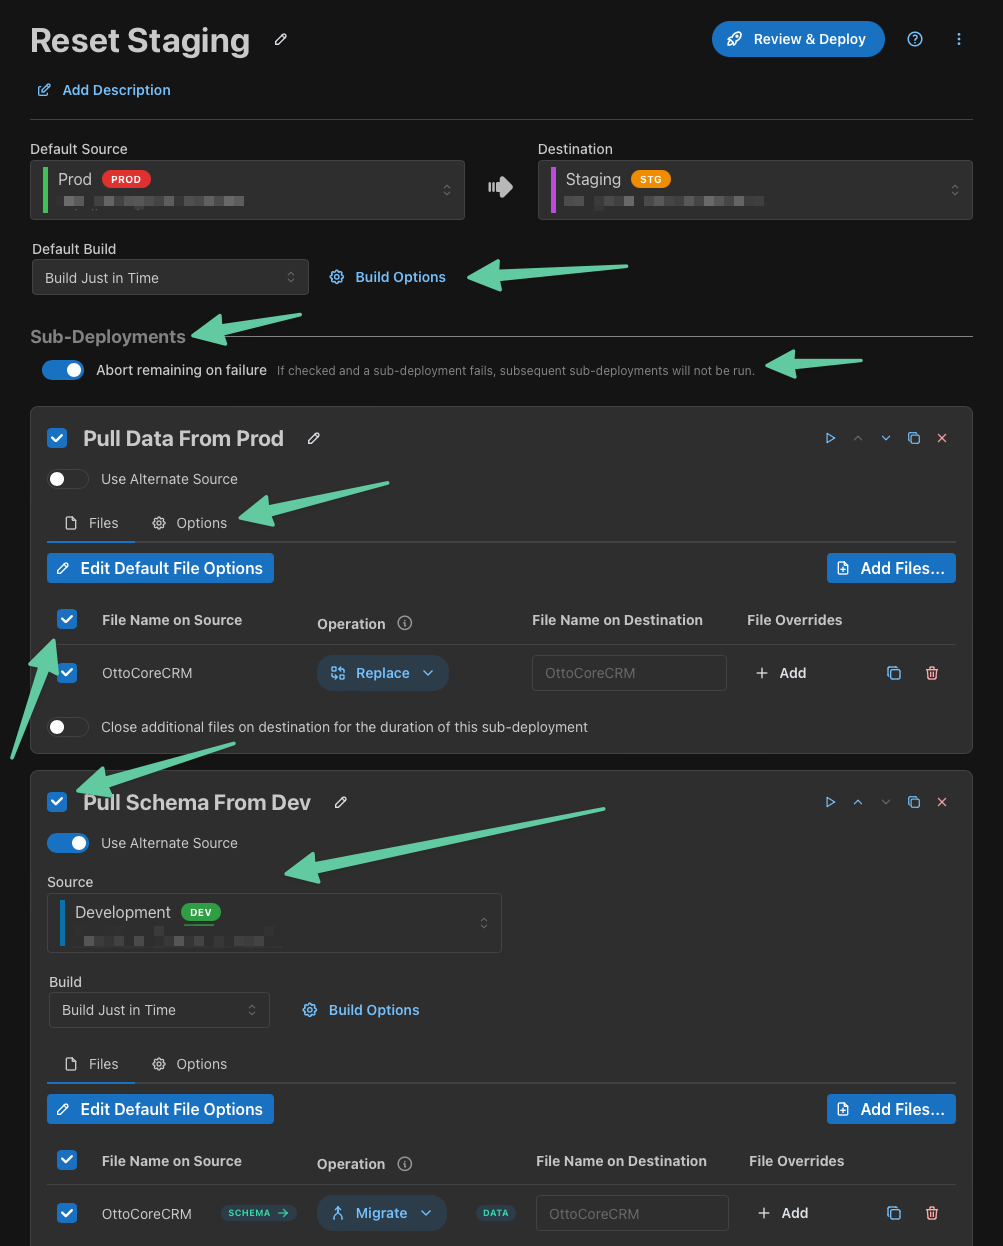 Reset Staging
Review & Deploy
Add Description
Default Source
Destination
Prod PROD
Staging STG
Default Build
Build Just in Time
Build Options
Sub-Deployments
Abort remaining on failure If checked and a sub-deployment fails, subsequent sub-deployments will not be run.
Pull Data From Prod
Use Alternate Source
Files Options
Edit Default File Options
Add Files...
File Name on Source Operation File Name on Destination File Overrides
OttoCoreCRM Replace OttoCoreCRM Add
Close additional files on destination for the duration of this sub-deployment
Pull Schema From Dev
Use Alternate Source
Source
Development DEV
Build
Build Just in Time
Build Options
Files Options
Edit Default File Options
Add Files...
File Name on Source Operation File Name on Destination File Overrides
OttoCoreCRM SCHEMA → Migrate DATA OttoCoreCRM Add